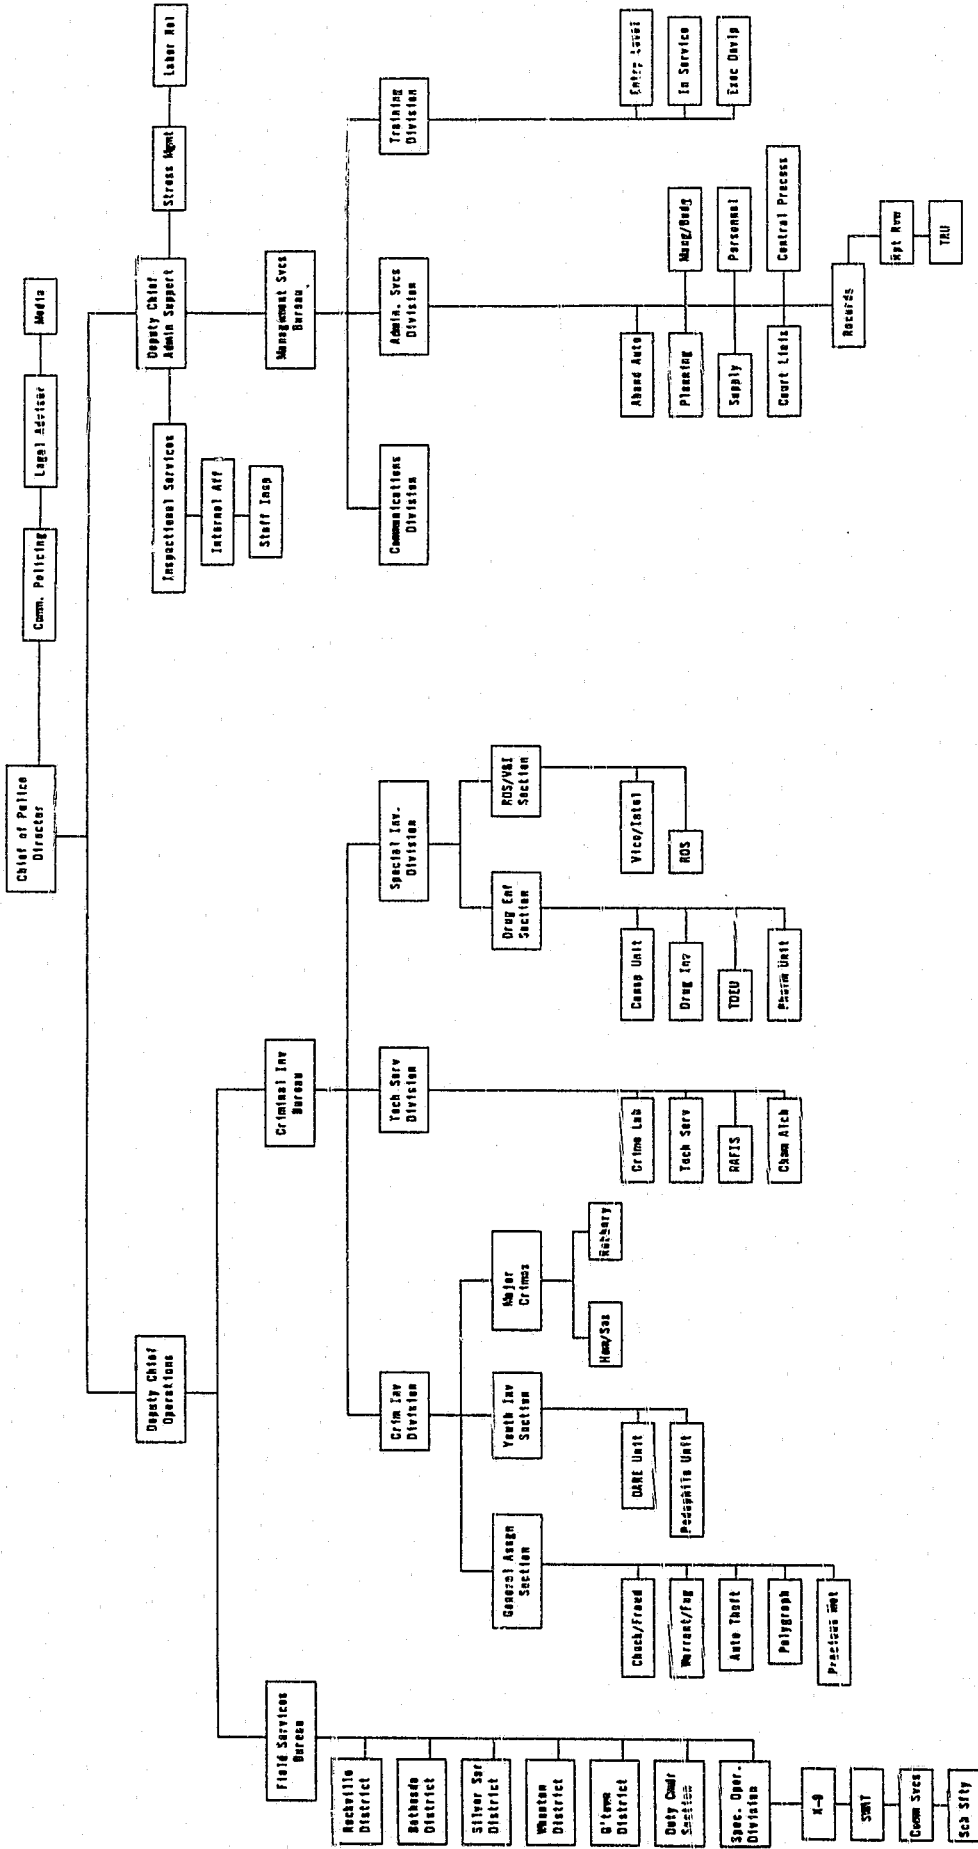 Chief of Police
Director
Comm. Policing
Legal Adviser
Media
Deputy Chief
Operations
Deputy Chief
Admin Support
Inspectional Services
Internal Aff
Staff Insp
Stress Mgmt
Labor Rel
Field Services
Bureau
Criminal Inv
Bureau
Management Svcs
Bureau
Rockville
District
Bethesda
District
Silver Spr
District
Wheaton
District
G'town
District
Duty Cmdr
Section
Spec. Oper.
Division
K-9
SWAT
Comm Svcs
Sch Sfty
Crim Inv
Division
Tech Serv
Division
Special Inv.
Division
Communications
Division
Admin. Svcs
Division
Training
Division
General Assgn
Section
Youth Inv
Section
Major
Crimes
Drug Enf
Section
ROS/V&I
Section
Check/Fraud
Warrant/Fug
Auto Theft
Polygraph
Precious Met
DARE Unit
Pedophile Unit
Hom/Sex
Robbery
Crime Lab
Tech Serv
RAFIS
Chem Alch
Consp Unit
Drug Inv
TDEU
Pharm Unit
Vice/Intel
ROS
Aband Auto
Planning
Supply
Court Liais
Mang/Budg
Personnel
Central Process
Records
Rpt Rvw
TRU
Entry Level
In Service
Exec Devlp